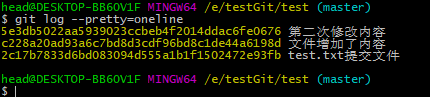 head@DESKTOP-BB60V1F MINGW64 /e/testGit/test (master)
$ git log --pretty=oneline
5e3db5022aa5939023ccbeb4f2014ddac6fe0676 第二次修改内容
c228a20ad93a6c7bd8d3cdf96bd8c1de44a6198d 文件增加了内容
2c17b7833d6bd083094d555a1b1f1502472e93fb test.txt提交文件
head@DESKTOP-BB60V1F MINGW64 /e/testGit/test (master)
$